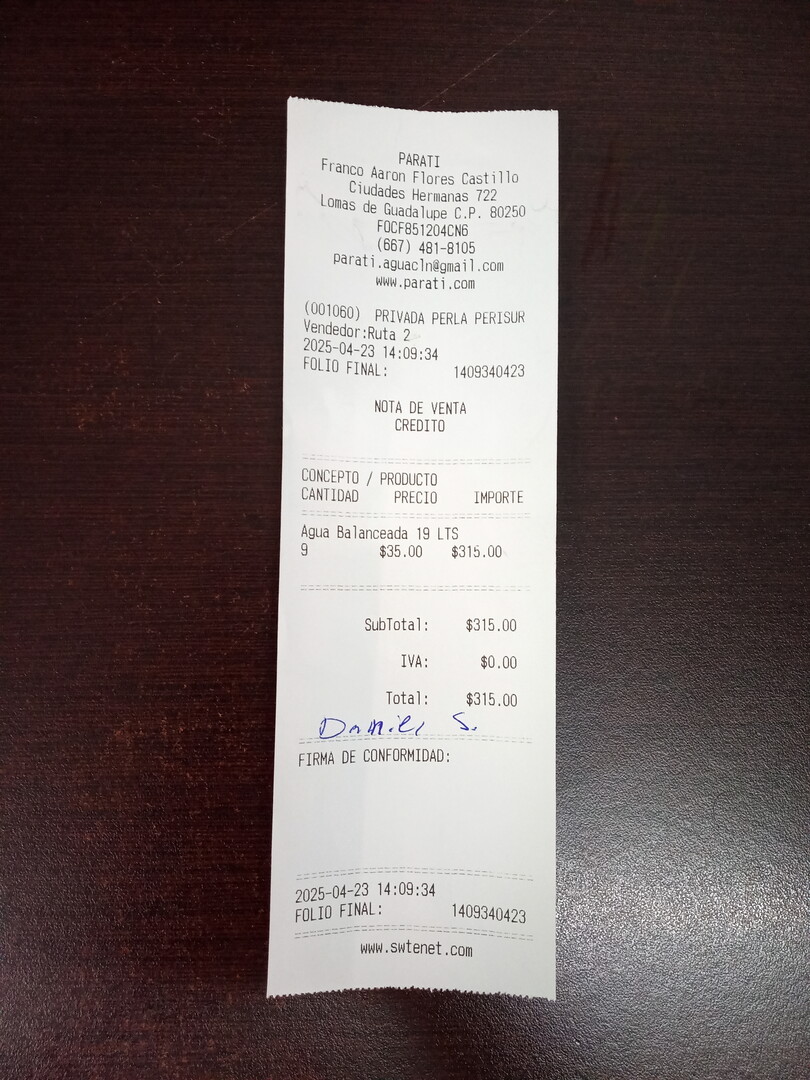 PARATI
Franco Aaron Flores Castillo
Ciudades Hermanas 722
Lomas de Guadalupe C.P. 80250
FOCF851204CN6
(667) 481-8105
parati.aguacln@gmail.com
www.parati.com
(001060) PRIVADA PERLA PERISUR
Vendedor:Ruta 2
2025-04-23 14:09:34
FOLIO FINAL: 1409340423
NOTA DE VENTA
CREDITO
CONCEPTO / PRODUCTO
CANTIDAD PRECIO IMPORTE
Agua Balanceada 19 LTS
9 $35.00 $315.00
SubTotal: $315.00
IVA: $0.00
Total: $315.00
S.
FIRMA DE CONFORMIDAD:
2025-04-23 14:09:34
FOLIO FINAL: 1409340423
www.swtenet.com